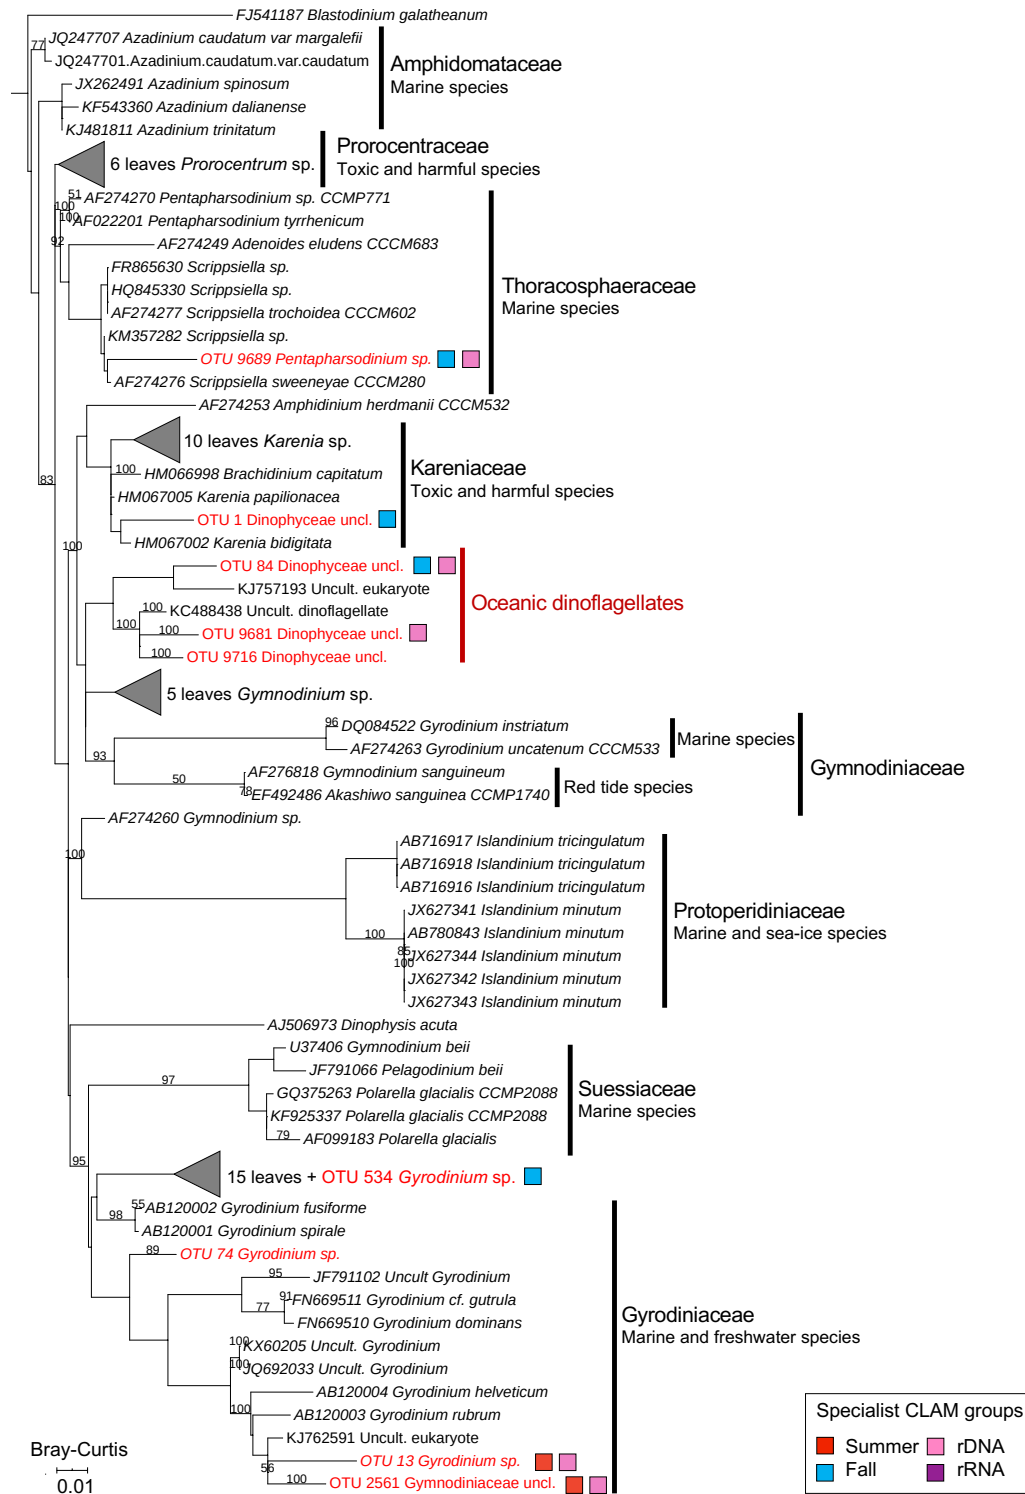 FJ541187 Blastodinium galatheanum
77
JQ247707 Azadinium caudatum var margalefii
JQ247701.Azadinium.caudatum.var.caudatum
Amphidomataceae
Marine species
JX262491 Azadinium spinosum
KF543360 Azadinium dalianense
KJ481811 Azadinium trinitatum
6 leaves Prorocentrum sp.
Prorocentraceae
Toxic and harmful species
51
AF274270 Pentapharsodinium sp. CCMP771
100
100
AF022201 Pentapharsodinium tyrrhenicum
92
AF274249 Adenoides eludens CCCM683
FR865630 Scrippsiella sp.
HQ845330 Scrippsiella sp.
Thoracosphaeraceae
Marine species
AF274277 Scrippsiella trochoidea CCCM602
KM357282 Scrippsiella sp.
OTU 9689 Pentapharsodinium sp.
AF274276 Scrippsiella sweeneyae CCCM280
AF274253 Amphidinium herdmanii CCCM532
10 leaves Karenia sp.
83
100
HM066998 Brachidinium capitatum
Kareniaceae
Toxic and harmful species
HM067005 Karenia papilionacea
OTU 1 Dinophyceae uncl.
HM067002 Karenia bidigitata
100
OTU 84 Dinophyceae uncl.
KJ757193 Uncult. eukaryote
Oceanic dinoflagellates
100
KC488438 Uncult. dinoflagellate
100
100
OTU 9681 Dinophyceae uncl.
100
OTU 9716 Dinophyceae uncl.
5 leaves Gymnodinium sp.
96
DQ084522 Gyrodinium instriatum
Marine species
93
AF274263 Gyrodinium uncatenum CCCM533
Gymnodiniaceae
50
AF276818 Gymnodinium sanguineum
Red tide species
78
EF492486 Akashiwo sanguinea CCMP1740
AF274260 Gymnodinium sp.
100
AB716917 Islandinium tricingulatum
AB716918 Islandinium tricingulatum
AB716916 Islandinium tricingulatum
JX627341 Islandinium minutum
Protoperidiniaceae
Marine and sea-ice species
100
AB780843 Islandinium minutum
85
100
JX627344 Islandinium minutum
JX627342 Islandinium minutum
JX627343 Islandinium minutum
AJ506973 Dinophysis acuta
U37406 Gymnodinium beii
97
JF791066 Pelagodinium beii
GQ375263 Polarella glacialis CCMP2088
Suessiaceae
Marine species
KF925337 Polarella glacialis CCMP2088
79
AF099183 Polarella glacialis
95
15 leaves + OTU 534 Gyrodinium sp.
55
AB120002 Gyrodinium fusiforme
98
AB120001 Gyrodinium spirale
89
OTU 74 Gyrodinium sp.
95
JF791102 Uncult Gyrodinium
91
FN669511 Gyrodinium cf. gutrula
77
FN669510 Gyrodinium dominans
Gyrodiniaceae
Marine and freshwater species
100
KX60205 Uncult. Gyrodinium
100
JQ692033 Uncult. Gyrodinium
AB120004 Gyrodinium helveticum
100
AB120003 Gyrodinium rubrum
KJ762591 Uncult. eukaryote
56
OTU 13 Gyrodinium sp.
100
OTU 2561 Gymnodiniaceae uncl.
Bray-Curtis
0.01
Specialist CLAM groups
Summer
rDNA
Fall
rRNA